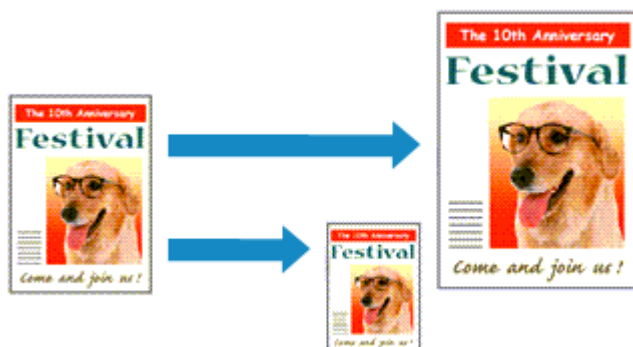 The 10th Anniversary
Festival
Come and join us!
The 10th Anniversary
Festival
Come and join us!
The 10th Anniversary
Festival
Come and join us!